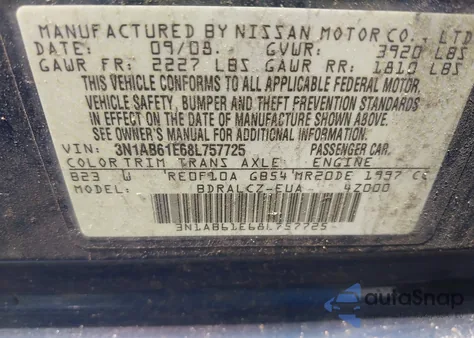 MANUFACTURED BY NISSAN MOTOR CO., LTD
DATE: 09/08. GVWR: 3920 LBS
GAWR FR: 2227 LBS GAWR RR: 1819 LBS
THIS VEHICLE CONFORMS TO ALL APPLICABLE FEDERAL MOTOR
VEHICLE SAFETY, BUMPER AND THEFT PREVENTION STANDARDS
IN EFFECT ON THE DATE OF MANUFACTURE SHOWN ABOVE.
SEE OWNER'S MANUAL FOR ADDITIONAL INFORMATION.
VIN: 3N1AB61E68L757725 PASSENGER CAR.
COLOR TRIM TRANS AXLE ENGINE
B23 W RE0F10A GB54 MR20DE 1997 CC
MODEL: BDRALCZ-EUA 4Z000
3N1AB61E68L757725
autoSnap